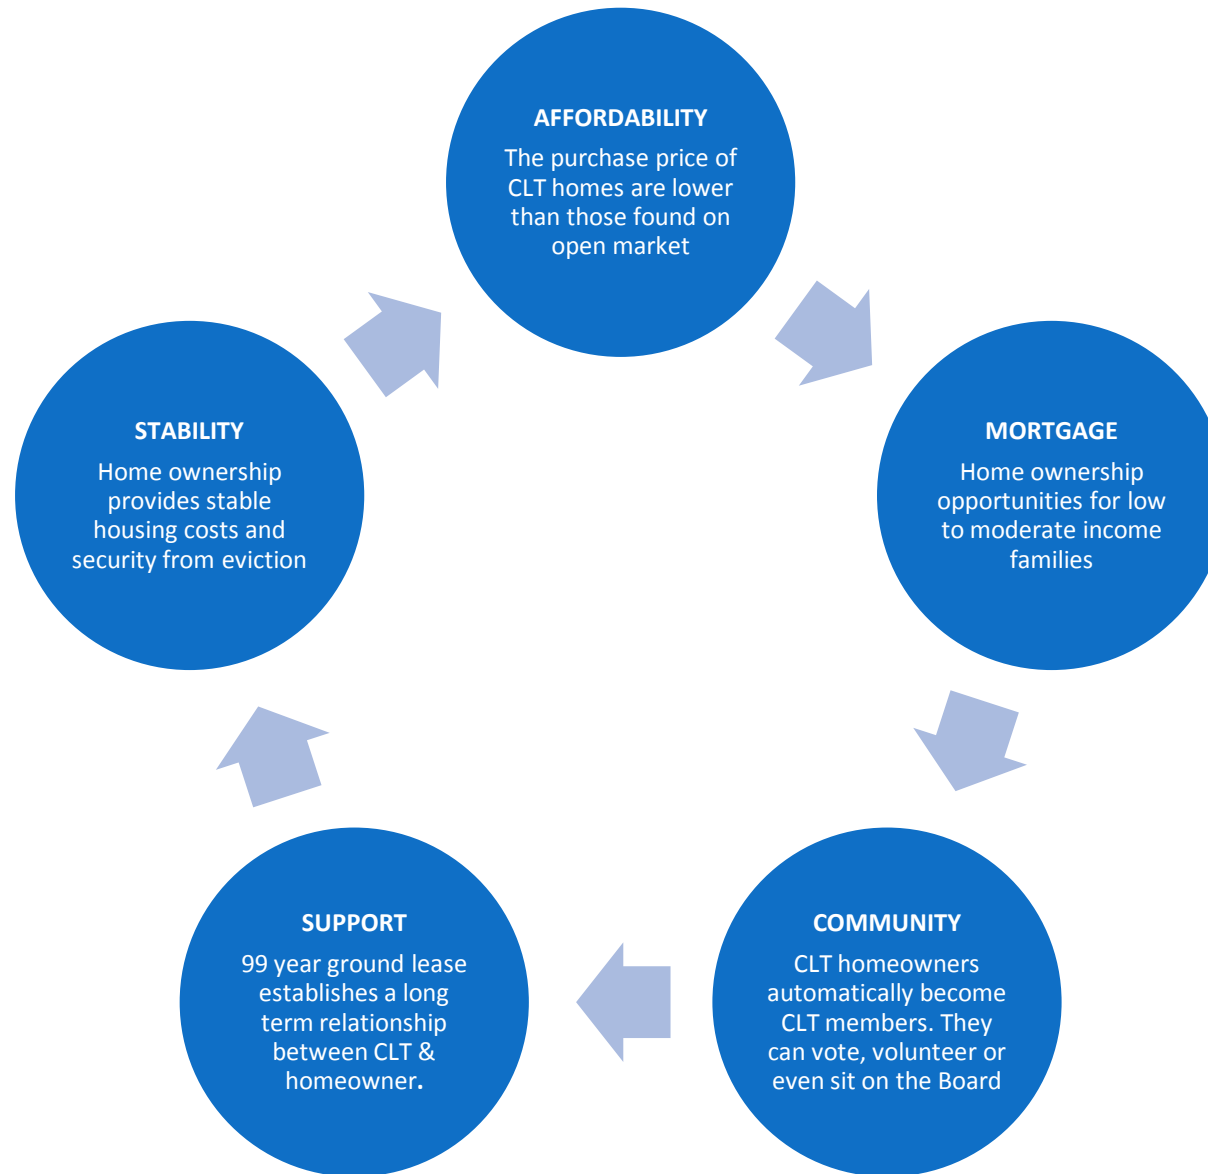 AFFORDABILITY
The purchase price of
CLT homes are lower
than those found on
open market
MORTGAGE
Home ownership
opportunities for low
to moderate income
families
COMMUNITY
CLT homeowners
automatically become
CLT members. They
can vote, volunteer or
even sit on the Board
SUPPORT
99 year ground lease
establishes a long
term relationship
between CLT &
homeowner.
STABILITY
Home ownership
provides stable
housing costs and
security from eviction